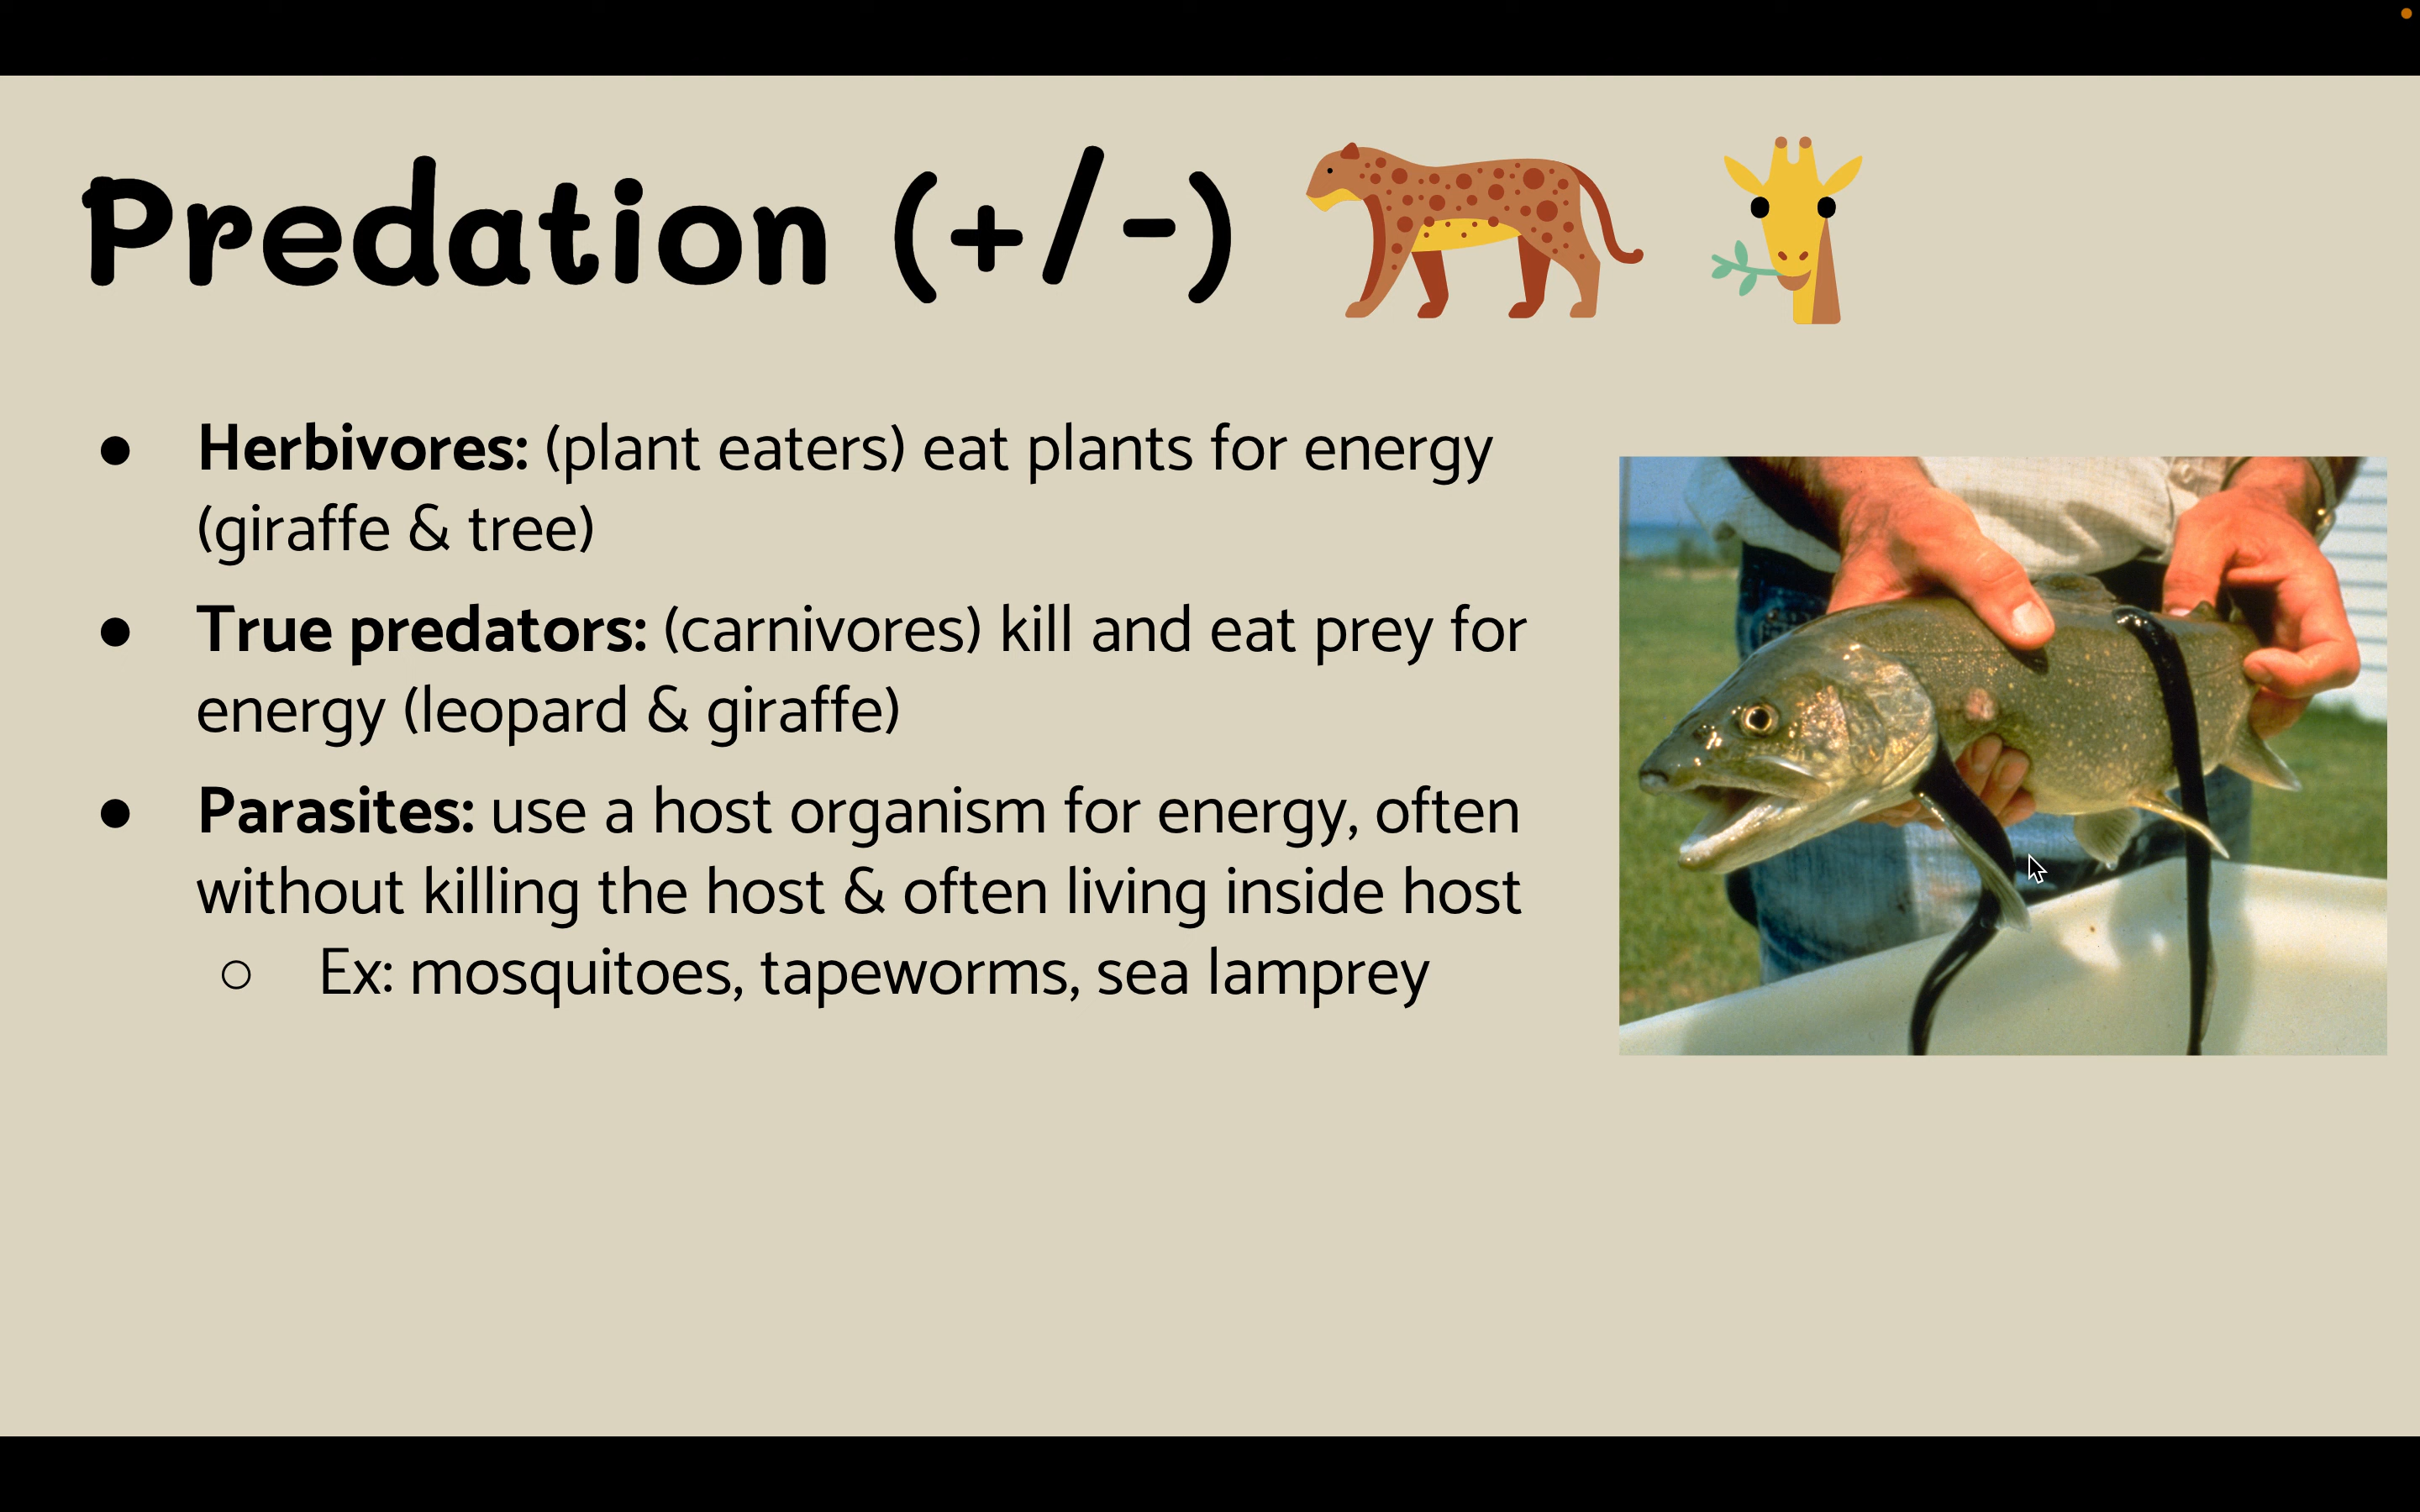 Predation (+/-)
● Herbivores: (plant eaters) eat plants for energy
(giraffe & tree)
● True predators: (carnivores) kill and eat prey for
energy (leopard & giraffe)
● Parasites: use a host organism for energy, often
without killing the host & often living inside host
○ Ex: mosquitoes, tapeworms, sea lamprey